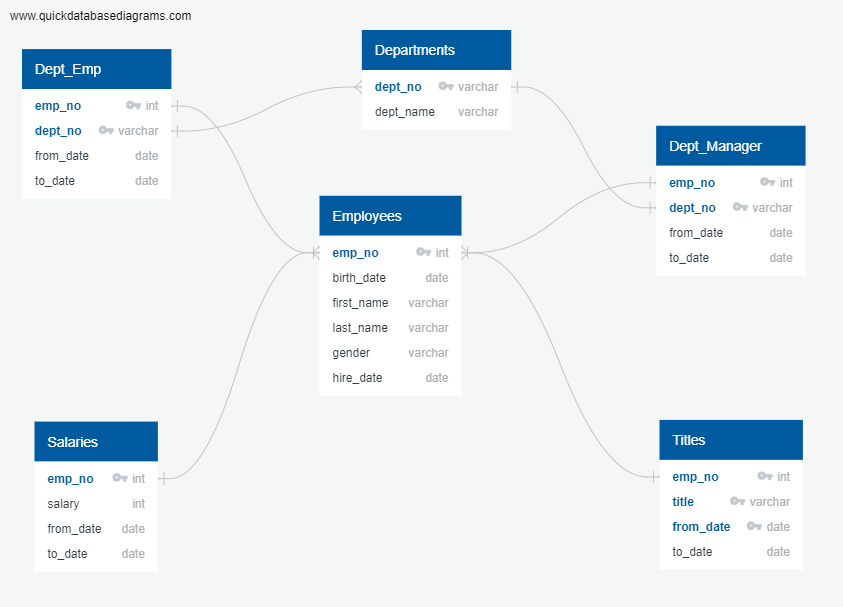 www.quickdatabasediagrams.com
Dept_Emp
emp_no int
dept_no varchar
from_date date
to_date date
Departments
dept_no varchar
dept_name varchar
Dept_Manager
emp_no int
dept_no varchar
from_date date
to_date date
Employees
emp_no int
birth_date date
first_name varchar
last_name varchar
gender varchar
hire_date date
Salaries
emp_no int
salary int
from_date date
to_date date
Titles
emp_no int
title varchar
from_date date
to_date date